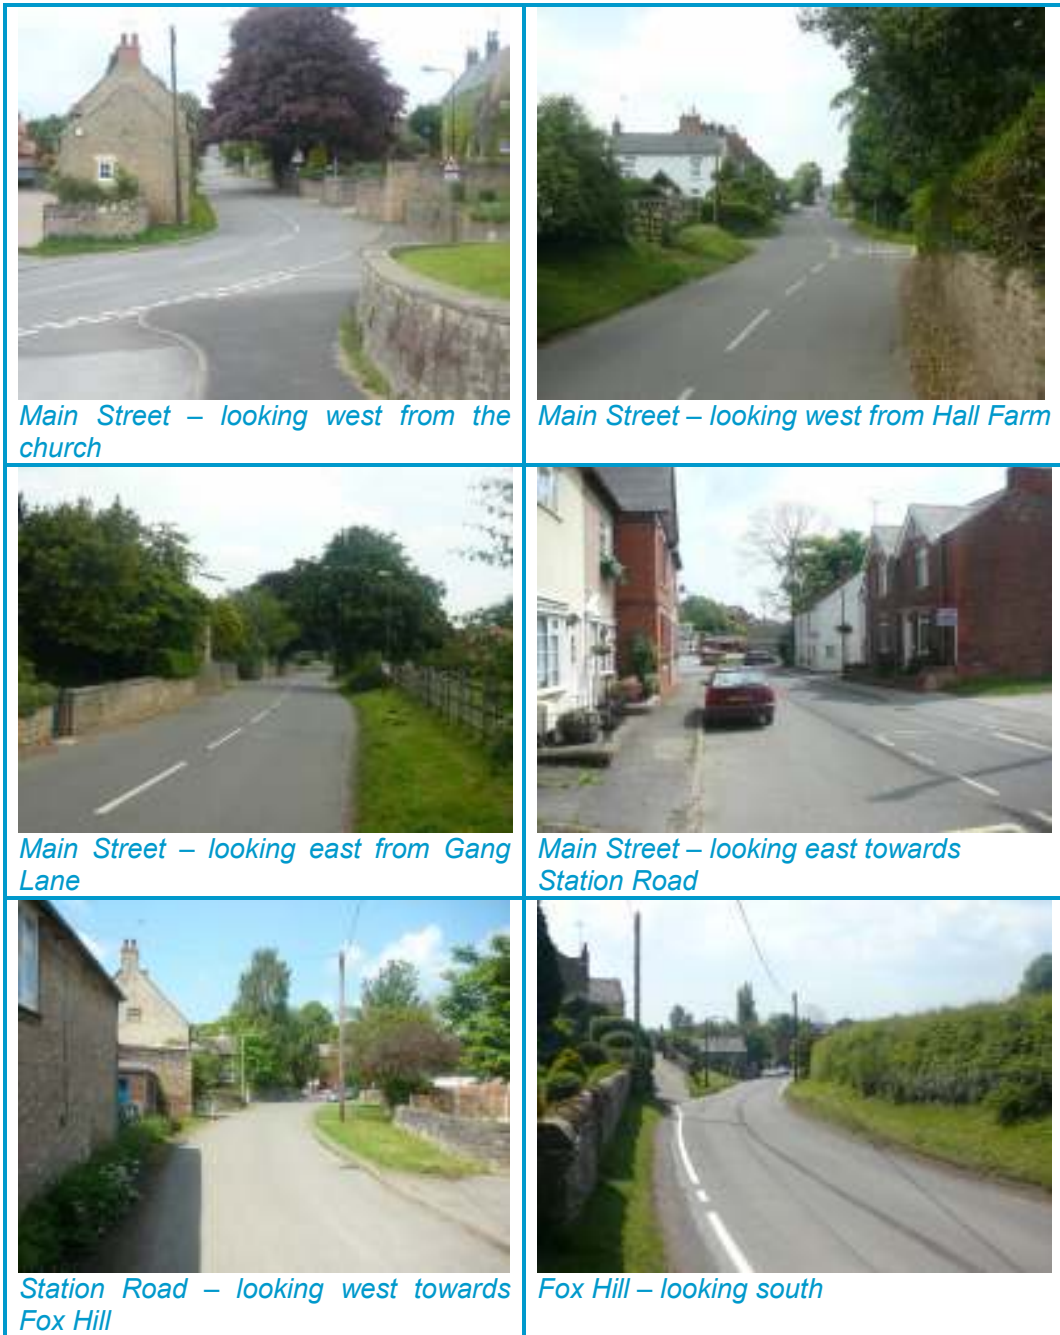 Main Street – looking west from the
church
Main Street – looking west from Hall Farm
Main Street – looking east from Gang
Lane
Main Street – looking east towards
Station Road
Station Road – looking west towards
Fox Hill
Fox Hill – looking south